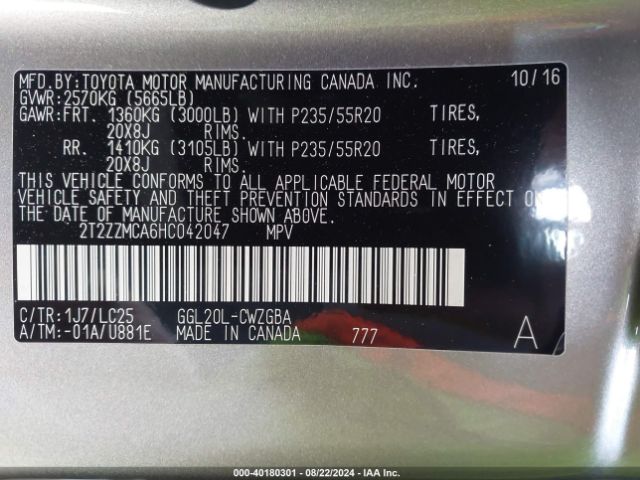 MFD.BY:TOYOTA MOTOR MANUFACTURING CANADA INC. 10/16
GVWR:2570KG (5665LB)
GAWR:FRT. 1360KG (3000LB) WITH P235/55R20 TIRES,
20X8J RIMS.
RR. 1410KG (3105LB) WITH P235/55R20 TIRES,
20X8J RIMS.
THIS VEHICLE CONFORMS TO ALL APPLICABLE FEDERAL MOTOR
VEHICLE SAFETY AND THEFT PREVENTION STANDARDS IN EFFECT ON
THE DATE OF MANUFACTURE SHOWN ABOVE.
2T2ZZMCA6HC042047 MPV
C/TR:1J7/LC25 GGL20L-CWZGBA
A/TM:-01A/U881E MADE IN CANADA 777 A
000-40180301 - 08/22/2024 - IAA Inc.